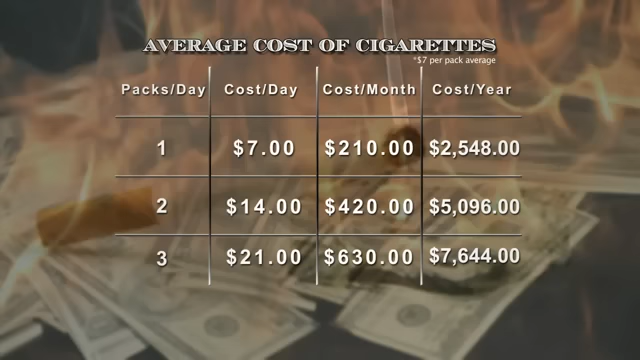 AVERAGE COST OF CIGARETTES
*$7 per pack average
Packs/Day Cost/Day Cost/Month Cost/Year
1 $7.00 $210.00 $2,548.00
2 $14.00 $420.00 $5,096.00
3 $21.00 $630.00 $7,644.00